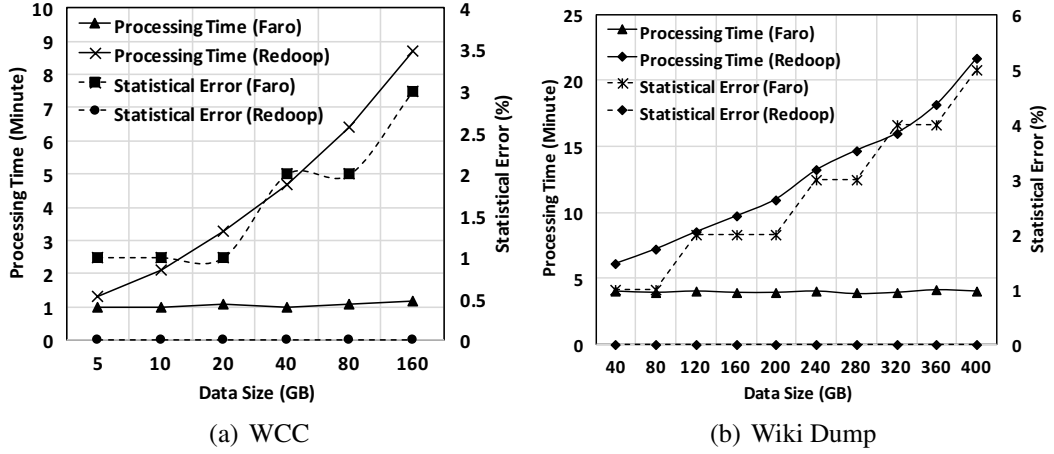 10
9
8
7
6
5
4
3
2
1
0
Processing Time (Minute)
Processing Time (Faro)
Processing Time (Redoop)
Statistical Error (Faro)
Statistical Error (Redoop)
4
3.5
3
2.5
2
1.5
1
0.5
0
Statistical Error (%)
5 10 20 40 80 160
Data Size (GB)
(a) WCC
25
20
15
10
5
0
Processing Time (Minute)
Processing Time (Faro)
Processing Time (Redoop)
Statistical Error (Faro)
Statistical Error (Redoop)
6
5
4
3
2
1
0
Statistical Error (%)
40 80 120 160 200 240 280 320 360 400
Data Size (GB)
(b) Wiki Dump